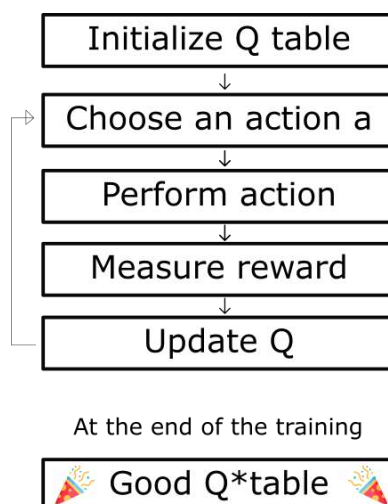 Initialize Q table
Choose an action a
Perform action
Measure reward
Update Q
At the end of the training
Good Q*table